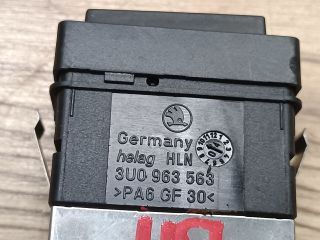 Germany
helag HLN
3U0 963 563
>PA6 GF 30<